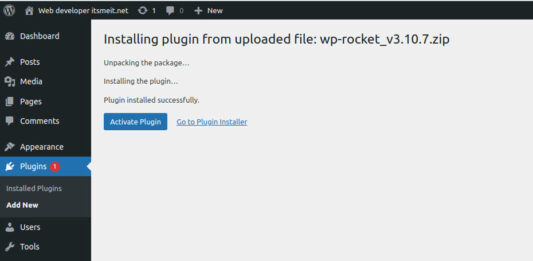 Web developer itsmeit.net 1 0 + New
Dashboard
Posts
Media
Pages
Comments
Appearance
Plugins 1
Installed Plugins
Add New
Users
Tools
Installing plugin from uploaded file: wp-rocket_v3.10.7.zip
Unpacking the package...
Installing the plugin...
Plugin installed successfully.
Activate Plugin Go to Plugin Installer